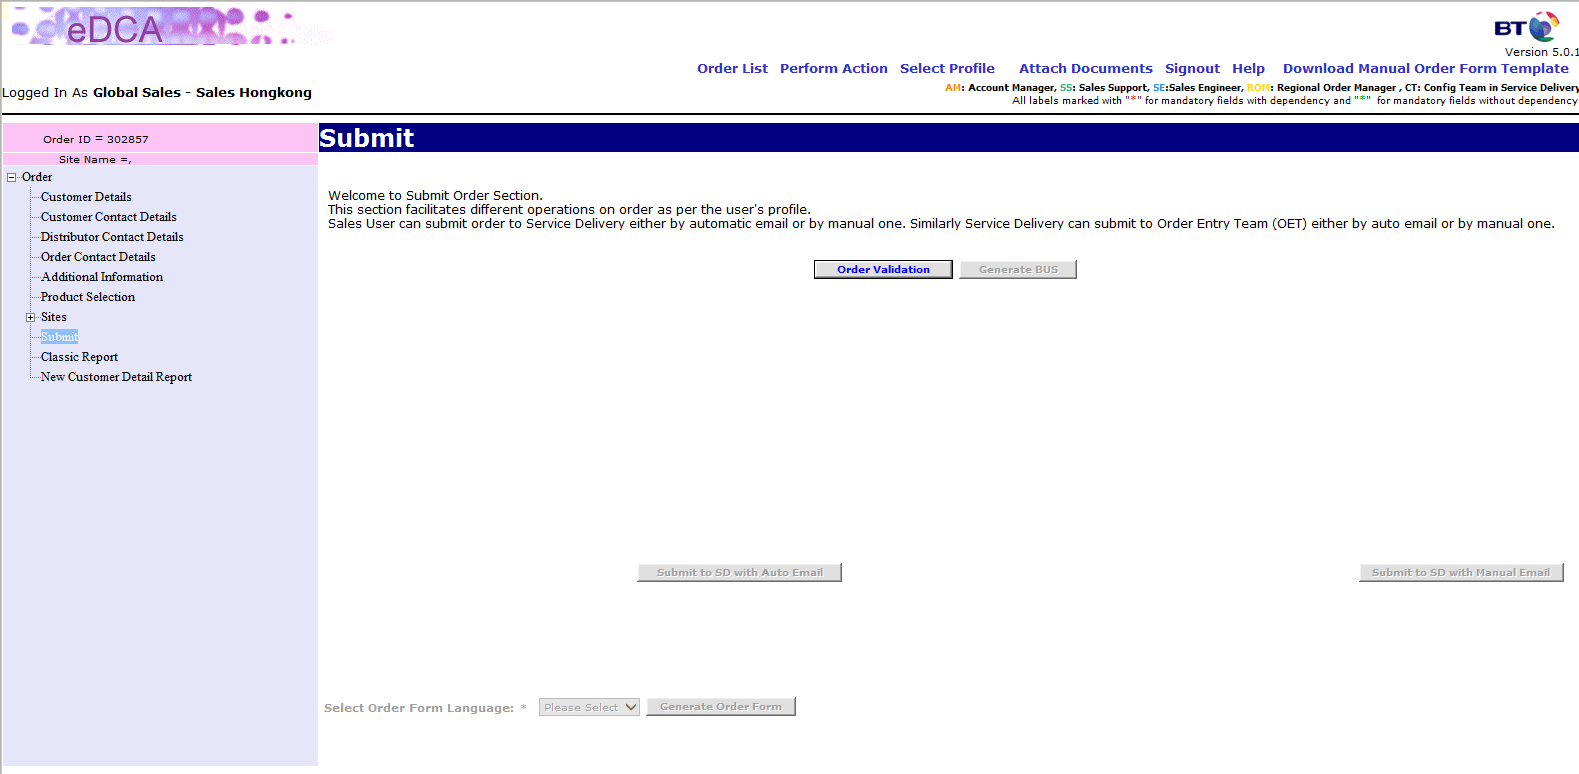 eDCA
BT
Version 5.0.1
Order List Perform Action Select Profile Attach Documents Signout Help Download Manual Order Form Template
Logged In As Global Sales - Sales Hongkong
AM: Account Manager, SS: Sales Support, SE:Sales Engineer, ROM: Regional Order Manager , CT: Config Team in Service Delivery
All labels marked with "*" for mandatory fields with dependency and "*" for mandatory fields without dependency
Order ID = 302857
Site Name =,
Submit
Order
Customer Details
Customer Contact Details
Distributor Contact Details
Order Contact Details
Additional Information
Product Selection
Sites
Submit
Classic Report
New Customer Detail Report
Welcome to Submit Order Section.
This section facilitates different operations on order as per the user's profile.
Sales User can submit order to Service Delivery either by automatic email or by manual one. Similarly Service Delivery can submit to Order Entry Team (OET) either by auto email or by manual one.
Order Validation Generate BUS
Submit to SD with Auto Email Submit to SD with Manual Email
Select Order Form Language: * Please Select Generate Order Form